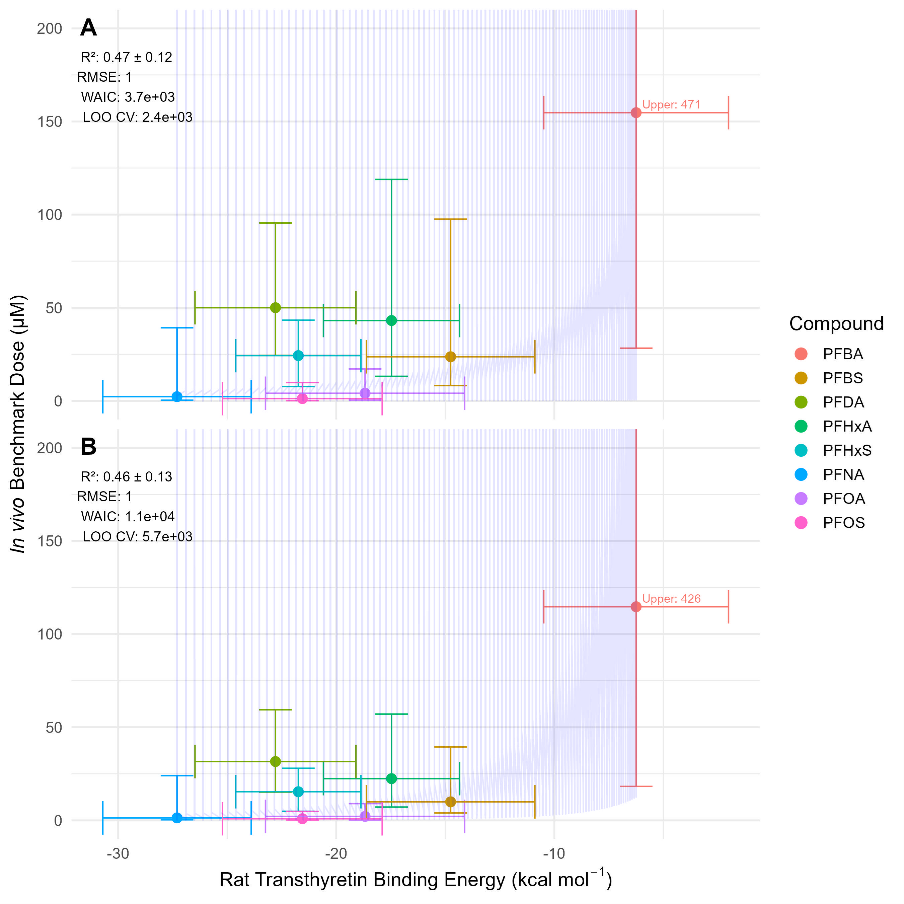 A
200
150
100
50
0
R²: 0.47 ± 0.12
RMSE: 1
WAIC: 3.7e+03
LOO CV: 2.4e+03
Upper: 471
B
200
150
100
50
0
R²: 0.46 ± 0.13
RMSE: 1
WAIC: 1.1e+04
LOO CV: 5.7e+03
Upper: 426
-30 -20 -10
In vivo Benchmark Dose (μM)
Rat Transthyretin Binding Energy (kcal mol⁻¹)
Compound
PFBA
PFBS
PFDA
PFHxA
PFHxS
PFNA
PFOA
PFOS